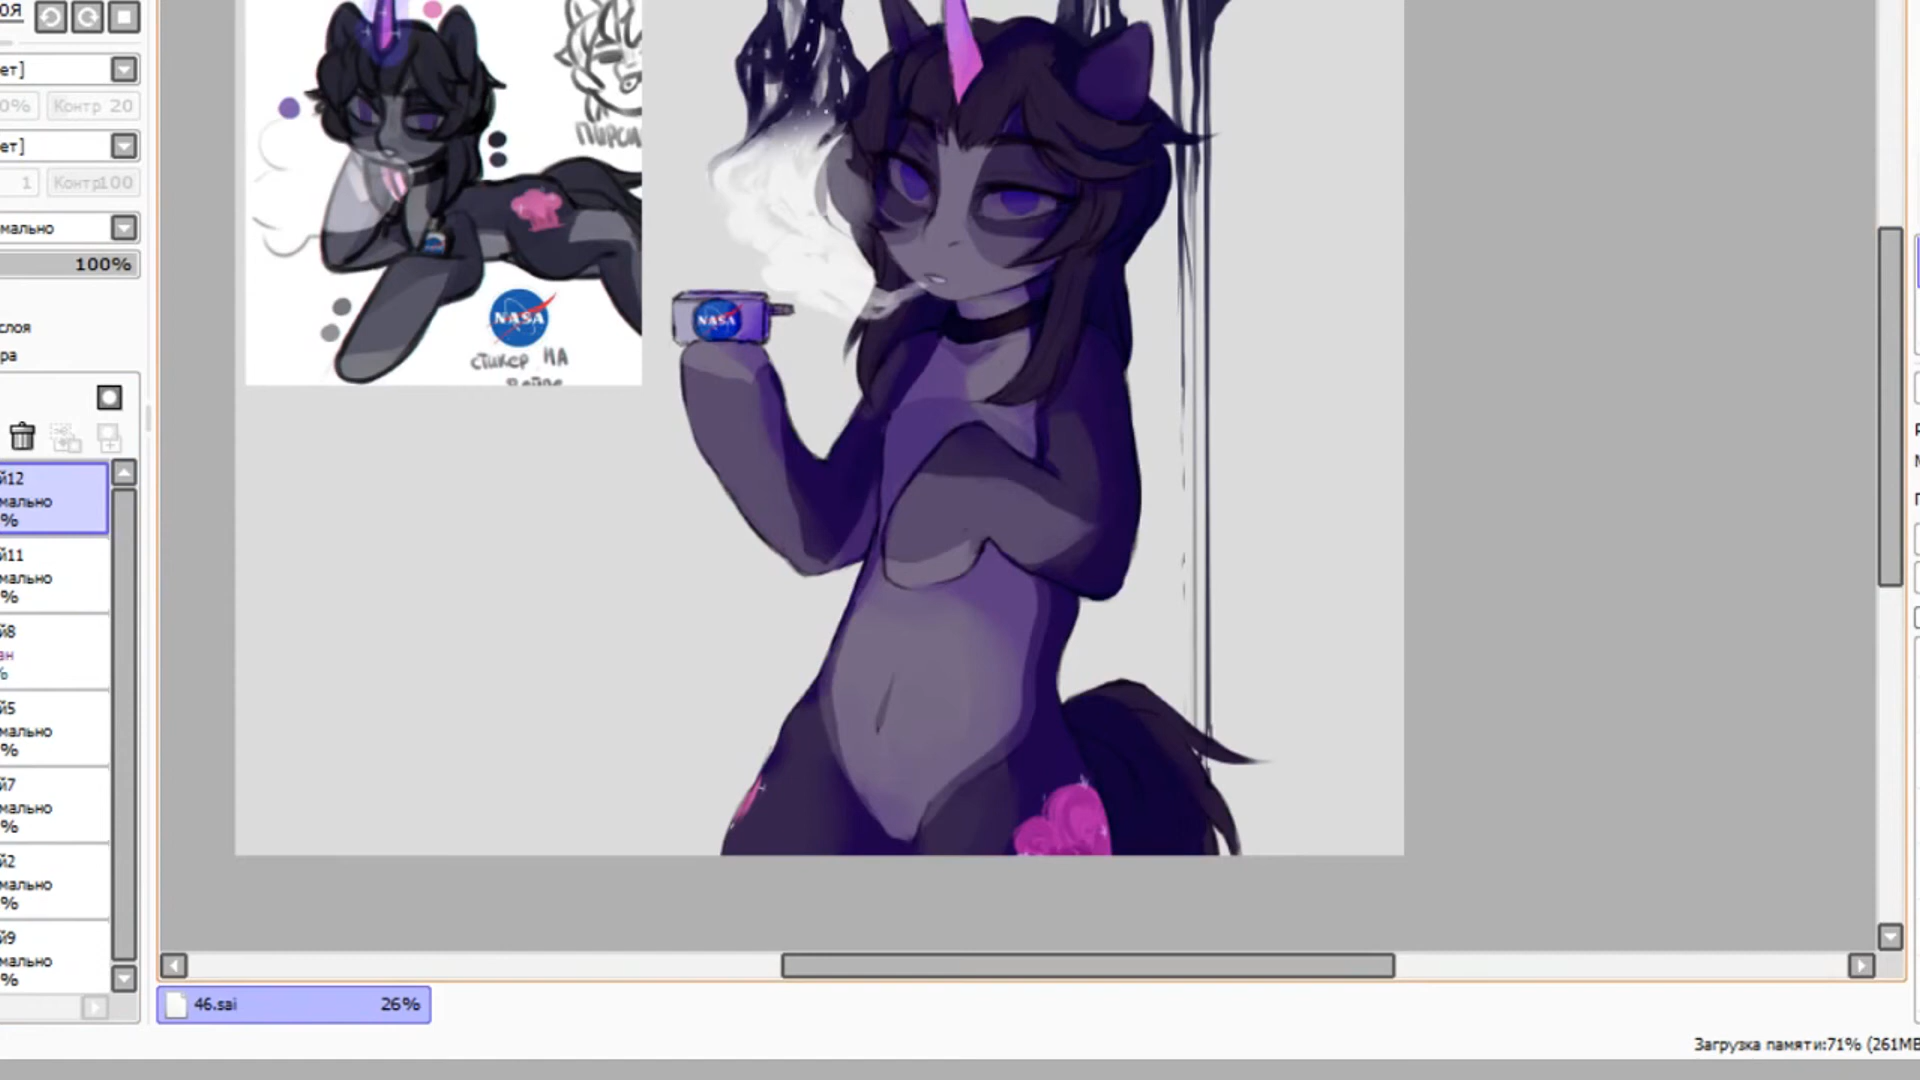 оя
ет]
0%
Контр 20
ет]
1
Контр100
мально
100%
слоя
ра
й12
мально
%
й11
мально
%
й8
ан
%
й5
мально
%
й7
мально
%
й2
мально
%
й9
мально
%
NASA
стикер на
NASA
46.sai
26%
Загрузка памяти:71% (261MB